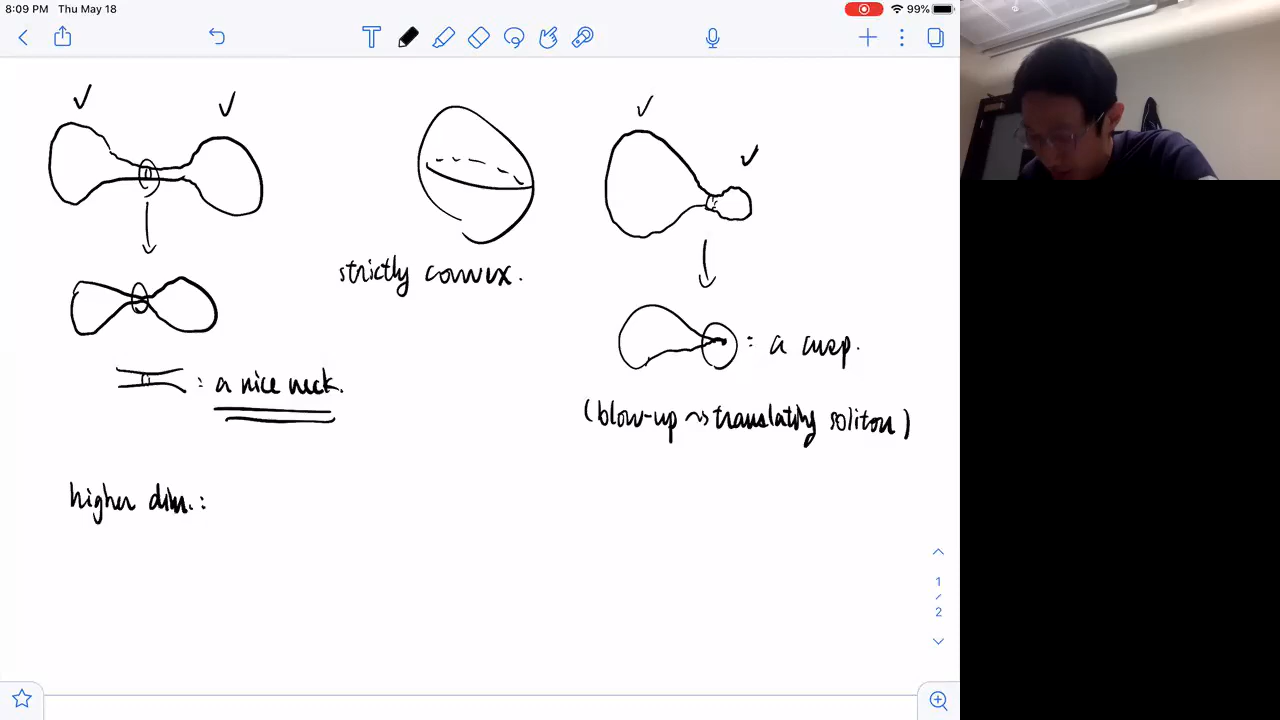 8:09 PM Thu May 18
99%
T
strictly convex.
: a nice neck.
: a cusp.
(blow-up ⇝ translating soliton)
higher dim.:
1
/
2